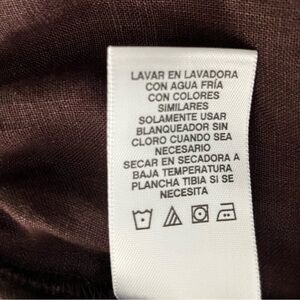 LAVAR EN LAVADORA
CON AGUA FRÍA
CON COLORES
SIMILARES
SOLAMENTE USAR
BLANQUEADOR SIN
CLORO CUANDO SEA
NECESARIO
SECAR EN SECADORA A
BAJA TEMPERATURA
PLANCHA TIBIA SI SE
NECESITA